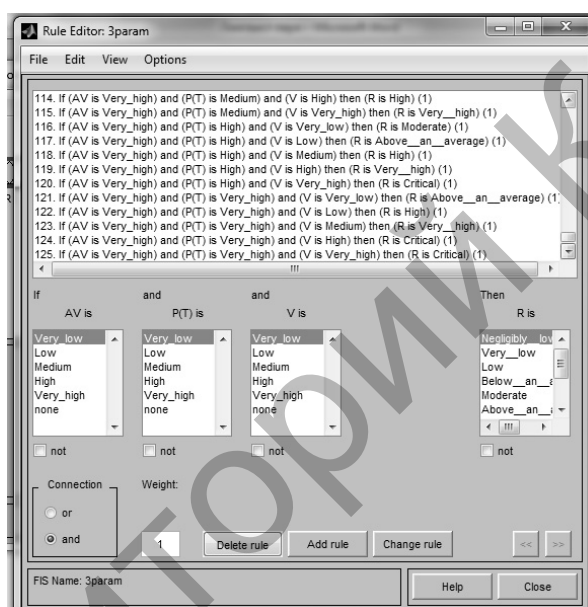 Rule Editor: 3param
File Edit View Options
114. If (AV is Very_high) and (P(T) is Medium) and (V is High) then (R is High) (1)
115. If (AV is Very_high) and (P(T) is Medium) and (V is Very_high) then (R is Very__high) (1)
116. If (AV is Very_high) and (P(T) is High) and (V is Very_low) then (R is Moderate) (1)
117. If (AV is Very_high) and (P(T) is High) and (V is Low) then (R is Above__an__average) (1)
118. If (AV is Very_high) and (P(T) is High) and (V is Medium) then (R is High) (1)
119. If (AV is Very_high) and (P(T) is High) and (V is High) then (R is Very__high) (1)
120. If (AV is Very_high) and (P(T) is High) and (V is Very_high) then (R is Critical) (1)
121. If (AV is Very_high) and (P(T) is Very_high) and (V is Very_low) then (R is Above__an__average) (1)
122. If (AV is Very_high) and (P(T) is Very_high) and (V is Low) then (R is High) (1)
123. If (AV is Very_high) and (P(T) is Very_high) and (V is Medium) then (R is Very__high) (1)
124. If (AV is Very_high) and (P(T) is Very_high) and (V is High) then (R is Critical) (1)
125. If (AV is Very_high) and (P(T) is Very_high) and (V is Very_high) then (R is Critical) (1)
If and and Then
AV is P(T) is V is R is
Very_low Very_low Very_low Negligibly__low
Low Low Low Very__low
Medium Medium Medium Low
High High High Below__an__a
Very_high Very_high Very_high Moderate
none none none Above__an__a
not not not not
Connection Weight:
or
and 1 Delete rule Add rule Change rule << >>
FIS Name: 3param Help Close